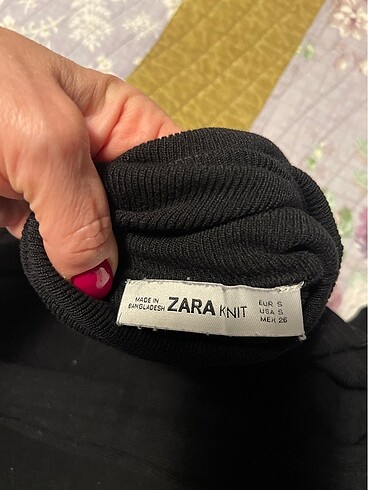 MADE IN
BANGLADESH
ZARA KNIT
EUR S
USA S
MEX 26